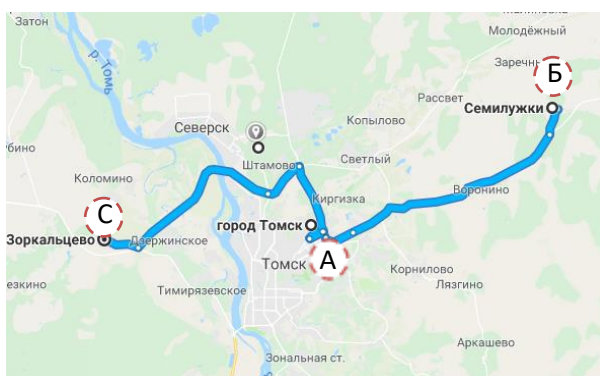 Затон
Малиновка
Молодёжный
р. Томь
Заречный
Б
Рассвет
Семилужки
Северск
Копылово
Штамово
Светлый
Коломино
Киргизка
Воронино
С
город Томск
Зоркальцево
Дзержинское
А
Томск
Корнилово
Тимирязевское
Лязгино
Аркашево
Зональная ст.